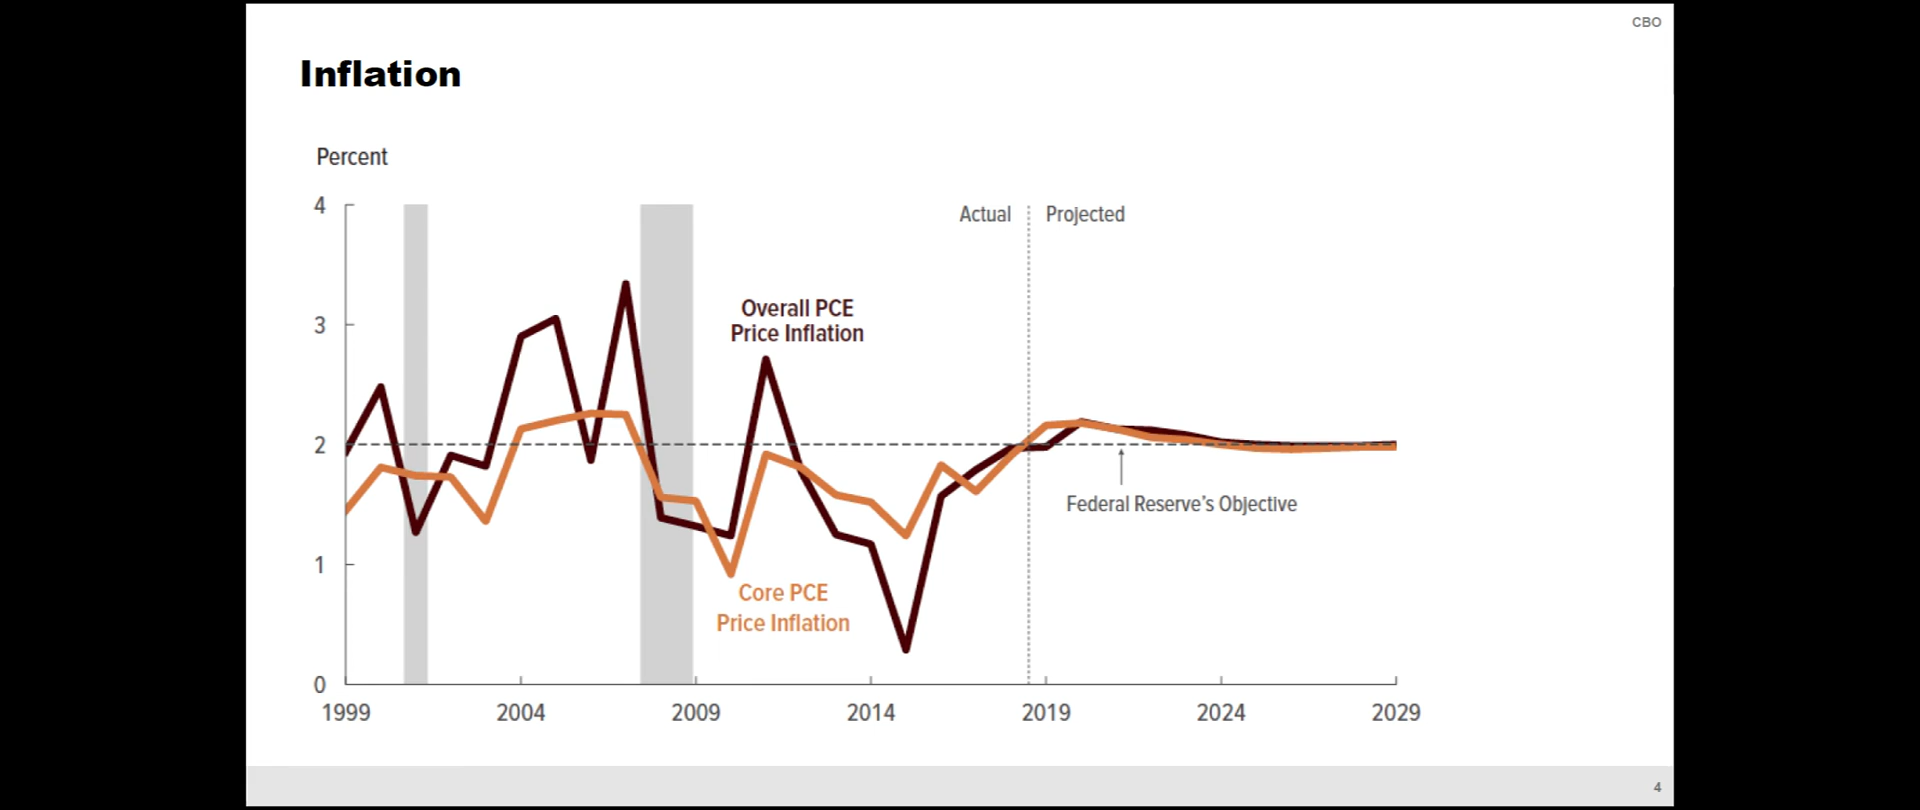 CBO
Inflation
Percent
4
3
2
1
0
Actual
Projected
Overall PCE
Price Inflation
Core PCE
Price Inflation
Federal Reserve's Objective
1999
2004
2009
2014
2019
2024
2029
4